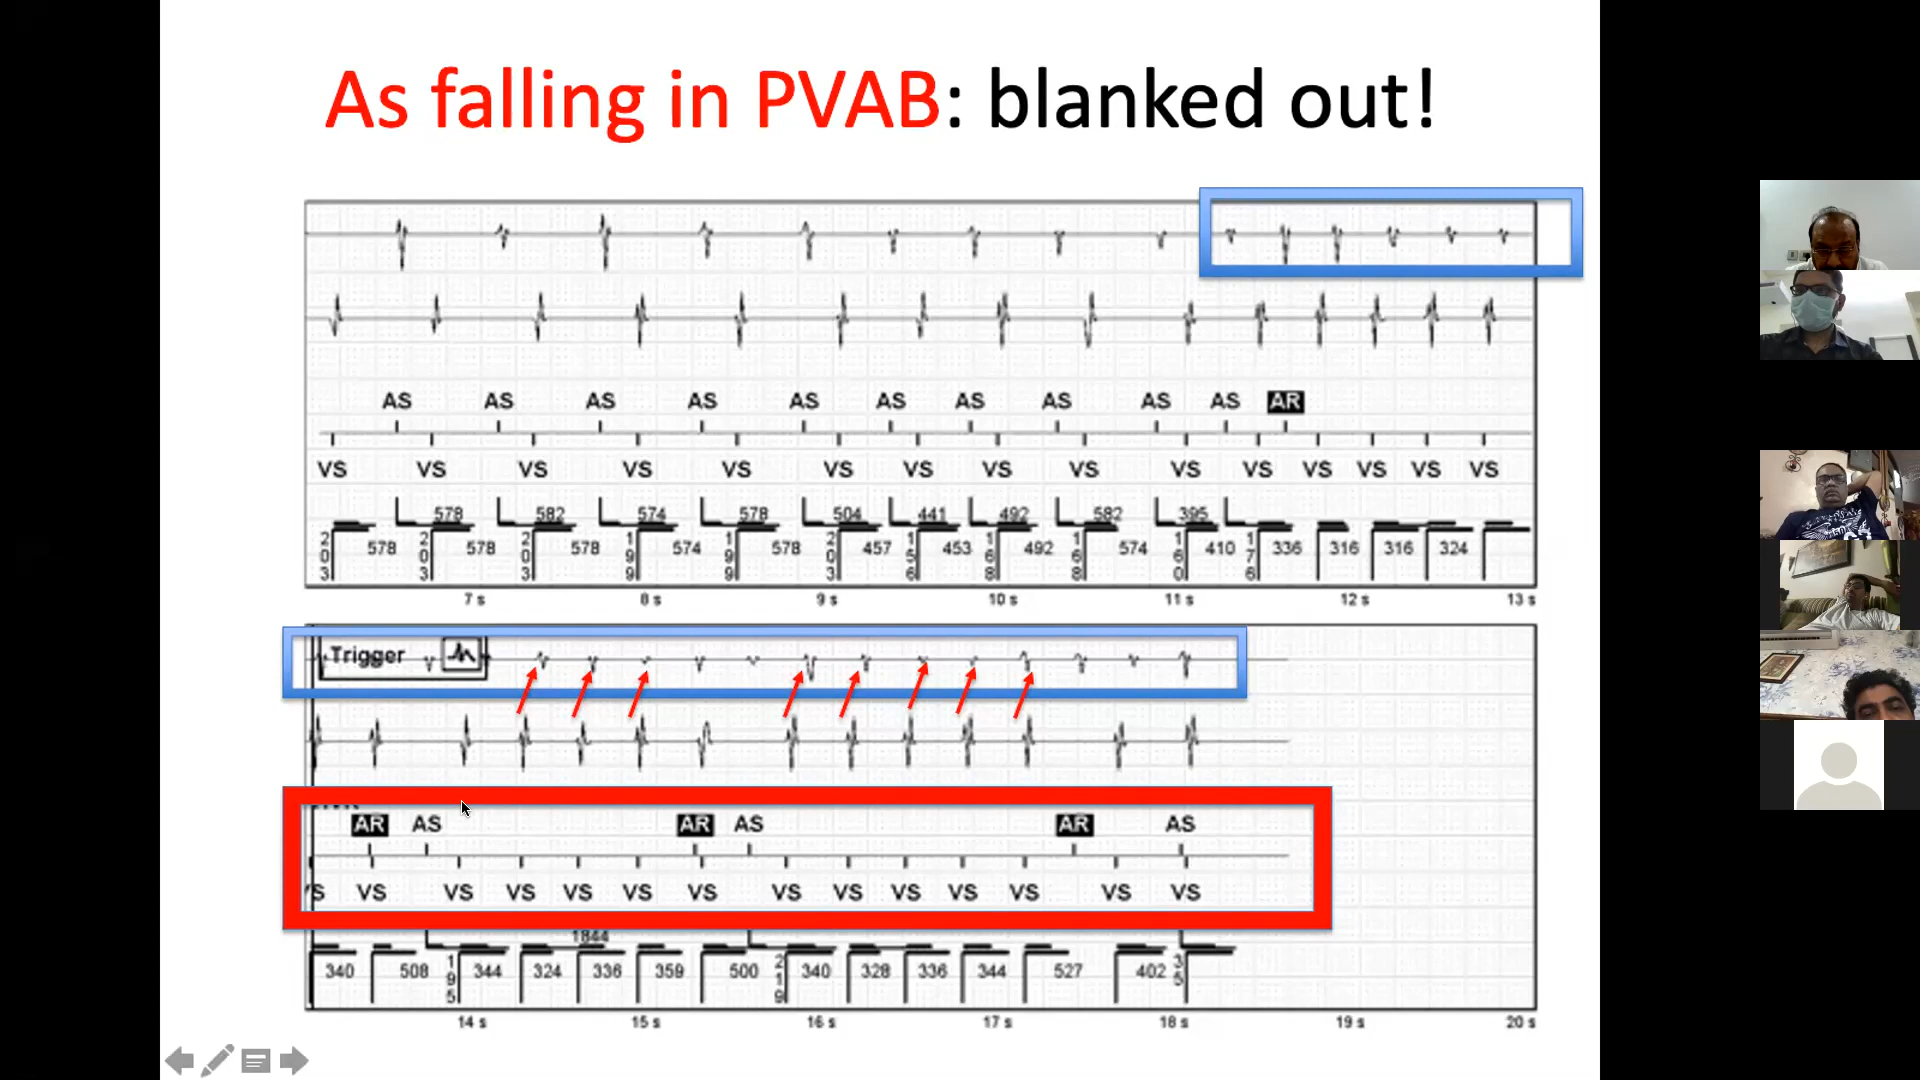 As falling in PVAB: blanked out!
AS AS AS AS AS AS AS AS AS AS AR
VS VS VS VS VS VS VS VS VS VS VS VS VS VS
578 582 574 578 504 441 492 582 395
203 578 203 578 203 578 199 574 199 578 203 457 156 453 168 492 168 574 160 410 176 336 316 316 324
7 s 8 s 9 s 10 s 11 s 12 s 13 s
Trigger
AR AS AR AS AR AS
VS VS VS VS VS VS VS VS VS VS VS VS VS
1844
340 508 195 344 324 336 359 500 219 340 328 336 344 527 402 35
14 s 15 s 16 s 17 s 18 s 19 s 20 s